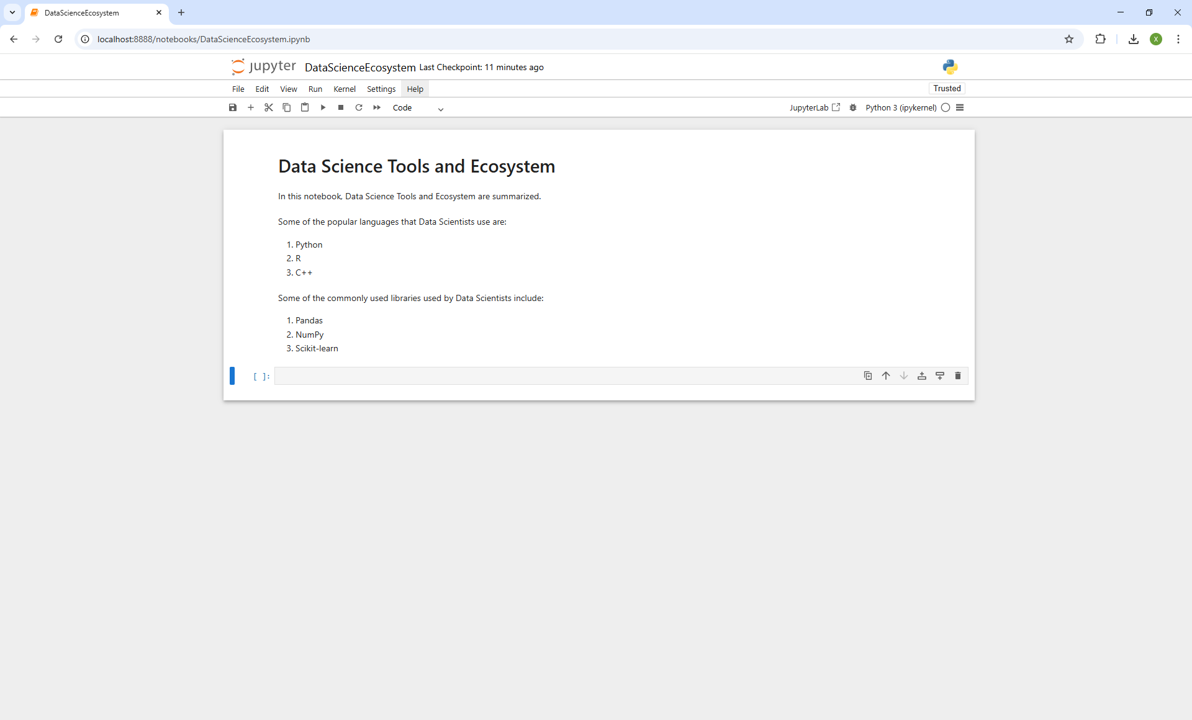 DataScienceEcosystem
localhost:8888/notebooks/DataScienceEcosystem.ipynb
X
jupyter DataScienceEcosystem Last Checkpoint: 11 minutes ago
File Edit View Run Kernel Settings Help Trusted
Code JupyterLab Python 3 (ipykernel)
Data Science Tools and Ecosystem
In this notebook, Data Science Tools and Ecosystem are summarized.
Some of the popular languages that Data Scientists use are:
1. Python
2. R
3. C++
Some of the commonly used libraries used by Data Scientists include:
1. Pandas
2. NumPy
3. Scikit-learn
[ ]: